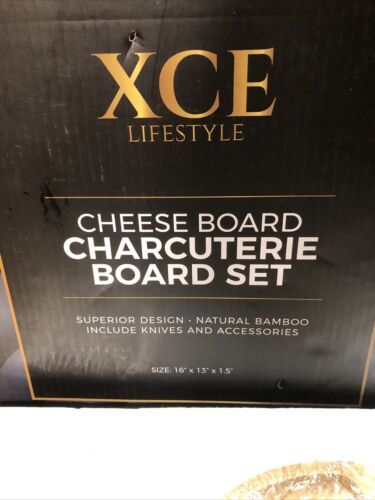 XCE
LIFESTYLE
CHEESE BOARD
CHARCUTERIE
BOARD SET
SUPERIOR DESIGN · NATURAL BAMBOO
INCLUDE KNIVES AND ACCESSORIES
SIZE: 16" x 13" x 1.5"